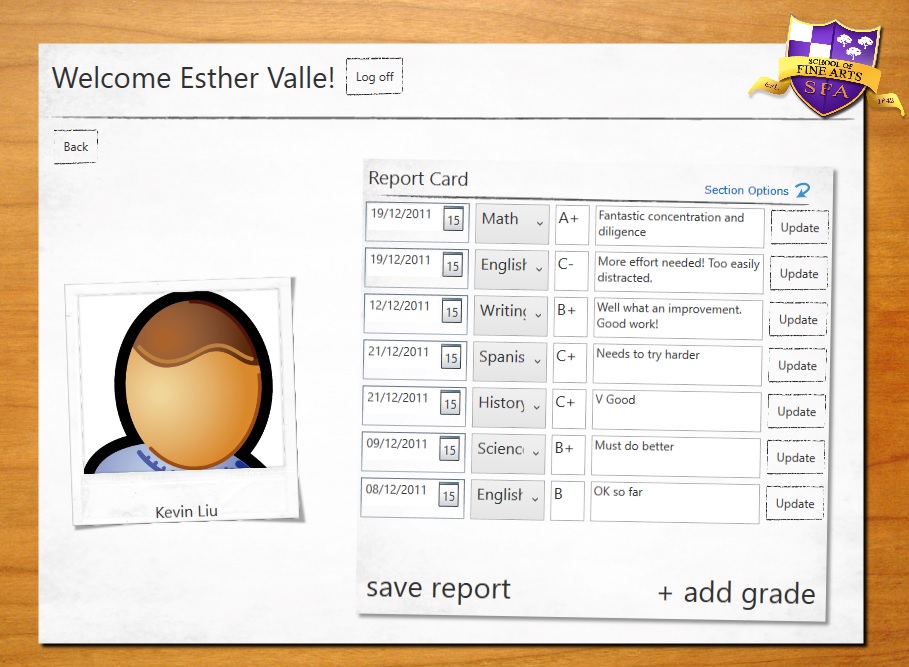 Welcome Esther Valle!
Log off
SCHOOL OF
FINE ARTS
SFA
est.
1642
Back
Report Card
Section Options
19/12/2011 15 Math A+ Fantastic concentration and
diligence
Update
19/12/2011 15 English C- More effort needed! Too easily
distracted.
Update
12/12/2011 15 Writing B+ Well what an improvement.
Good work!
Update
21/12/2011 15 Spanis C+ Needs to try harder
Update
21/12/2011 15 History C+ V Good
Update
09/12/2011 15 Scienc B+ Must do better
Update
08/12/2011 15 English B OK so far
Update
Kevin Liu
save report
+ add grade